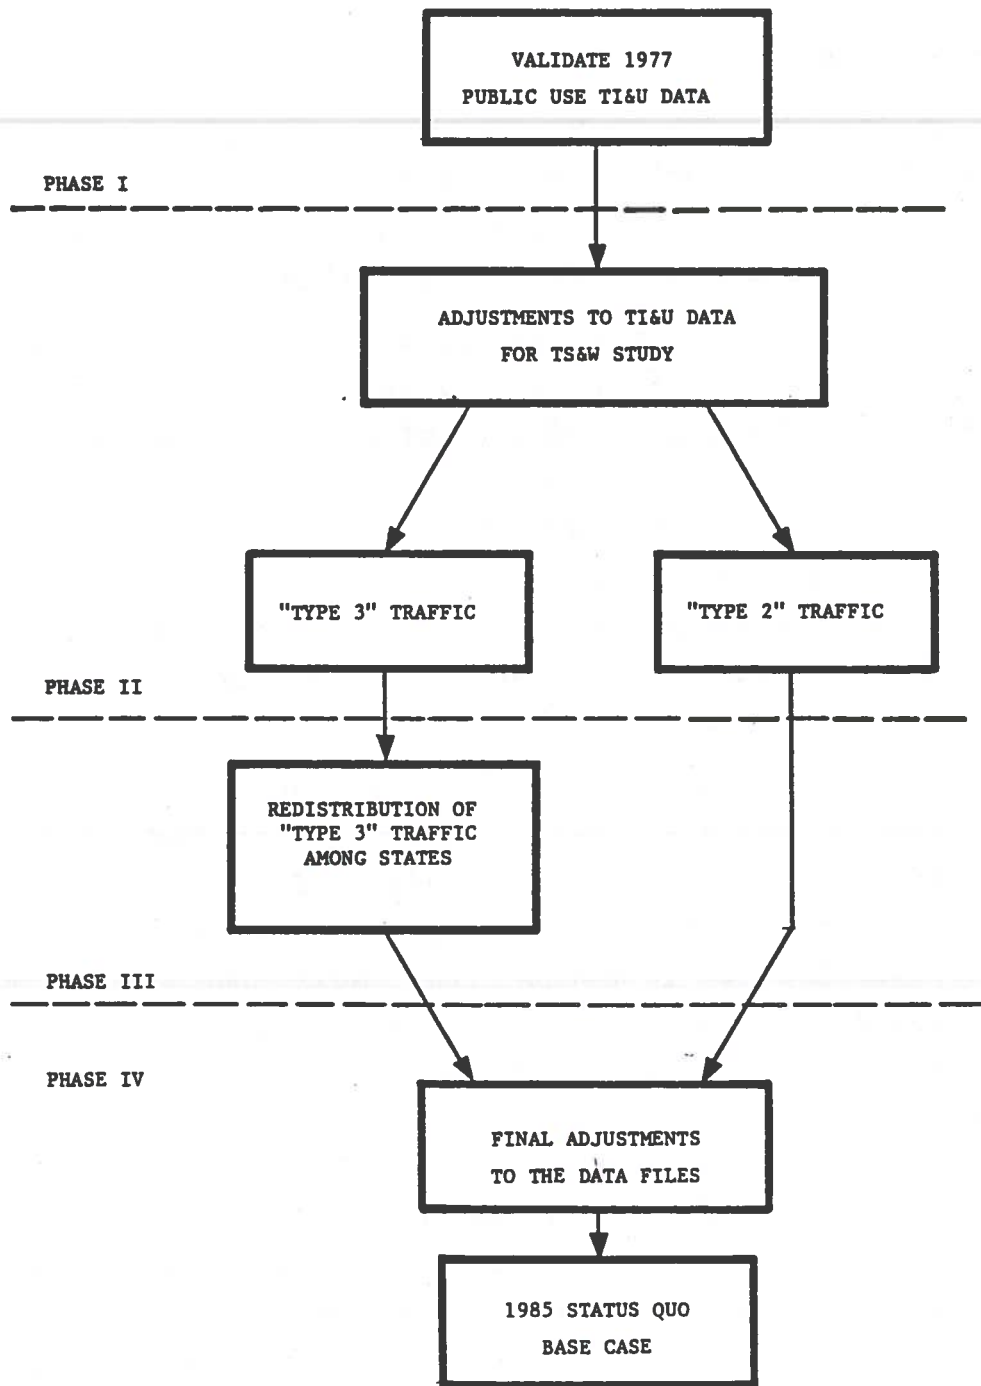 VALIDATE 1977
PUBLIC USE TI&U DATA
PHASE I
ADJUSTMENTS TO TI&U DATA
FOR TS&W STUDY
"TYPE 3" TRAFFIC
"TYPE 2" TRAFFIC
PHASE II
REDISTRIBUTION OF
"TYPE 3" TRAFFIC
AMONG STATES
PHASE III
PHASE IV
FINAL ADJUSTMENTS
TO THE DATA FILES
1985 STATUS QUO
BASE CASE